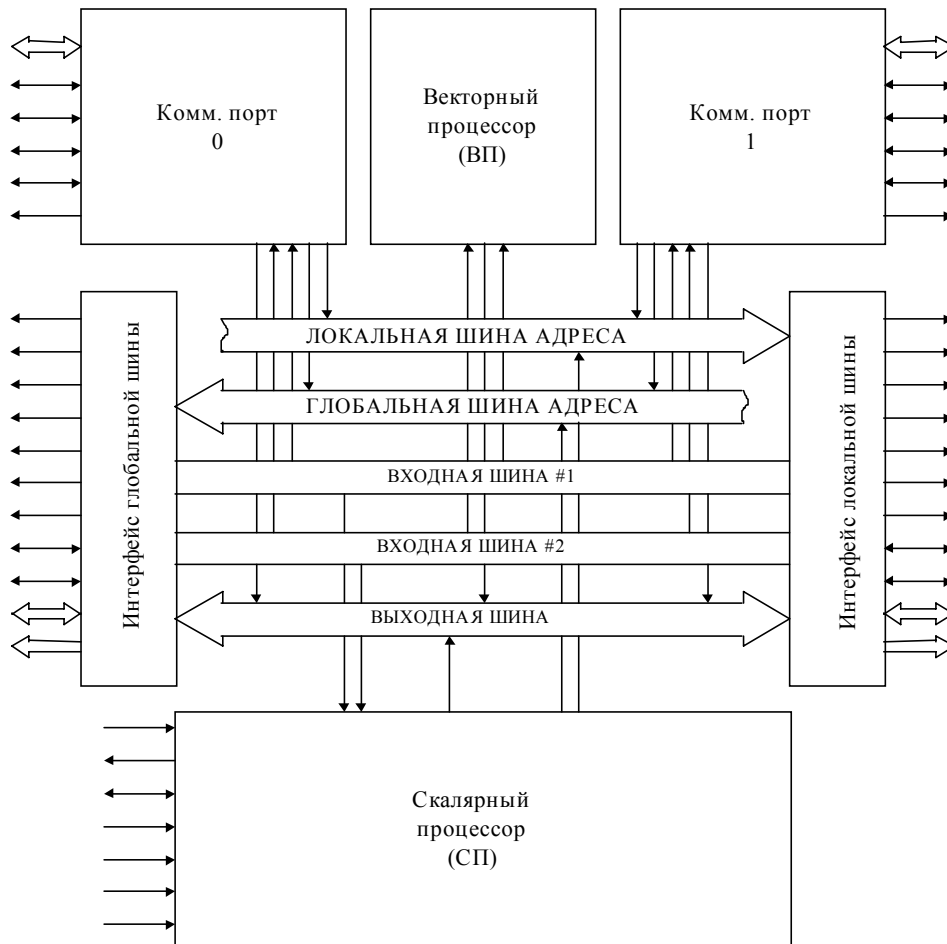 Комм. порт
0
Векторный
процессор
(ВП)
Комм. порт
1
Интерфейс глобальной шины
ЛОКАЛЬНАЯ ШИНА АДРЕСА
ГЛОБАЛЬНАЯ ШИНА АДРЕСА
ВХОДНАЯ ШИНА #1
ВХОДНАЯ ШИНА #2
ВЫХОДНАЯ ШИНА
Интерфейс локальной шины
Скалярный
процессор
(СП)